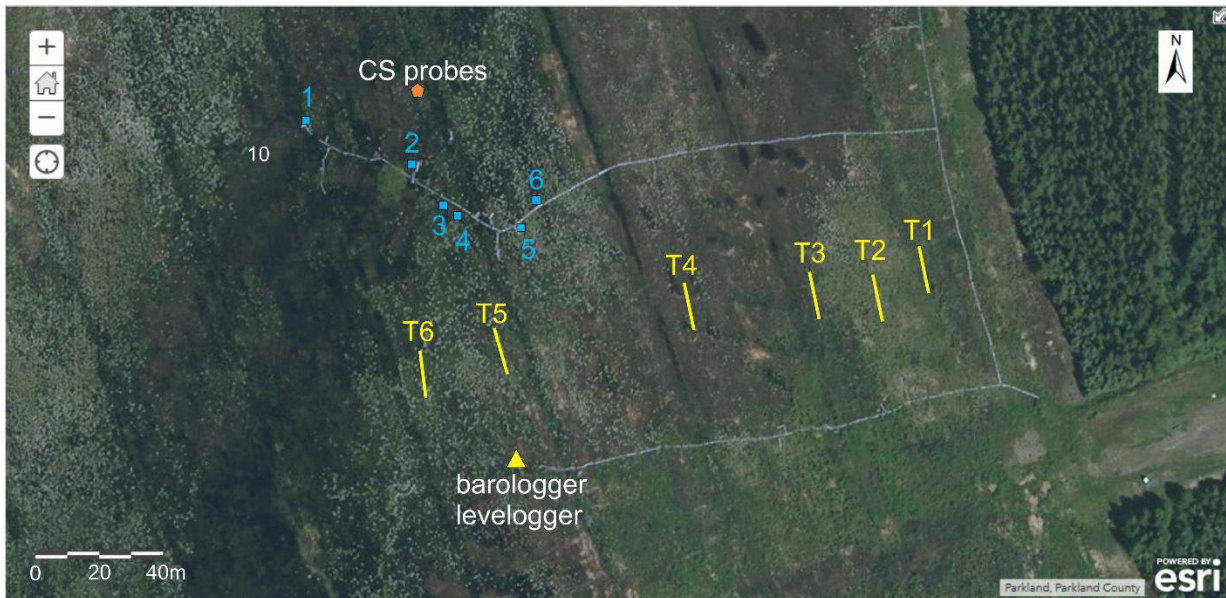 +
−
N
CS probes
1
10
2
3
4
6
5
T1
T2
T3
T4
T5
T6
barologger
levelogger
0 20 40m
POWERED BY
esri
Parkland, Parkland County